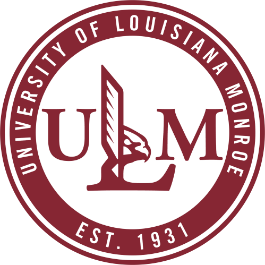 UNIVERSITY OF LOUISIANA MONROE
ULM
EST. 1931